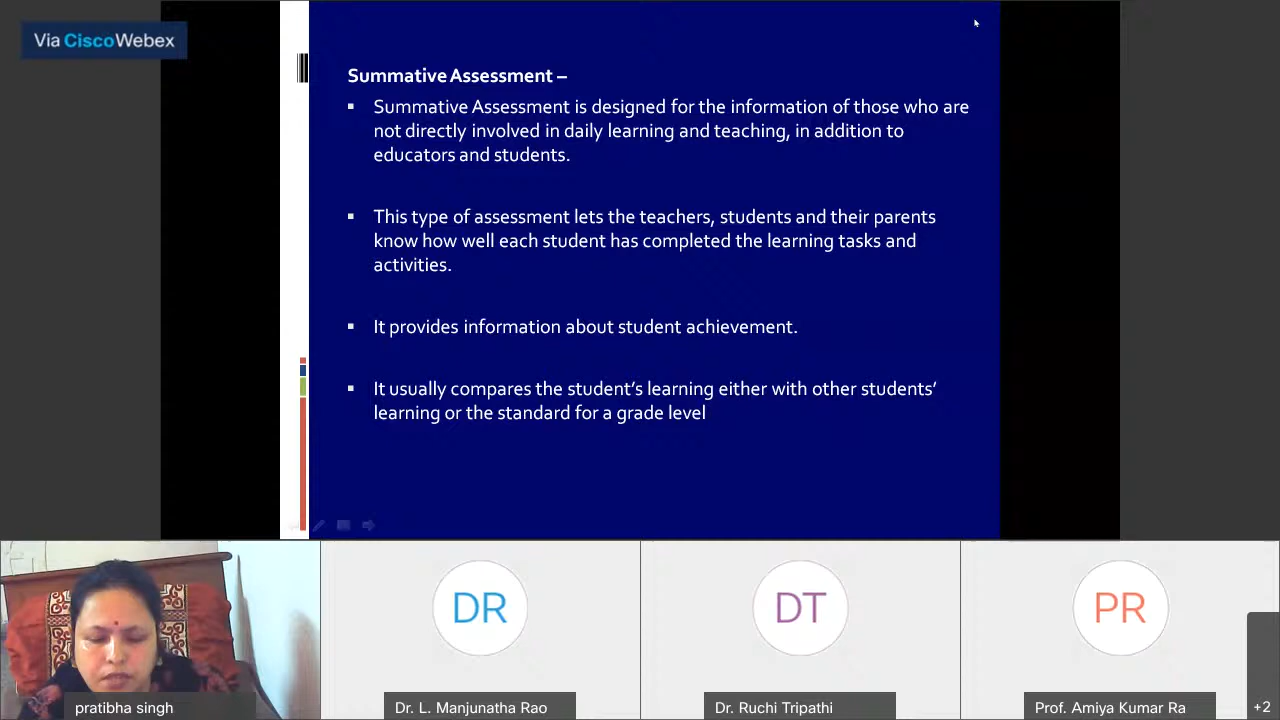 Via Cisco Webex
Summative Assessment –
▪ Summative Assessment is designed for the information of those who are
not directly involved in daily learning and teaching, in addition to
educators and students.
▪ This type of assessment lets the teachers, students and their parents
know how well each student has completed the learning tasks and
activities.
▪ It provides information about student achievement.
▪ It usually compares the student’s learning either with other students’
learning or the standard for a grade level
DR
DT
PR
pratibha singh
Dr. L. Manjunatha Rao
Dr. Ruchi Tripathi
Prof. Amiya Kumar Ra
+2